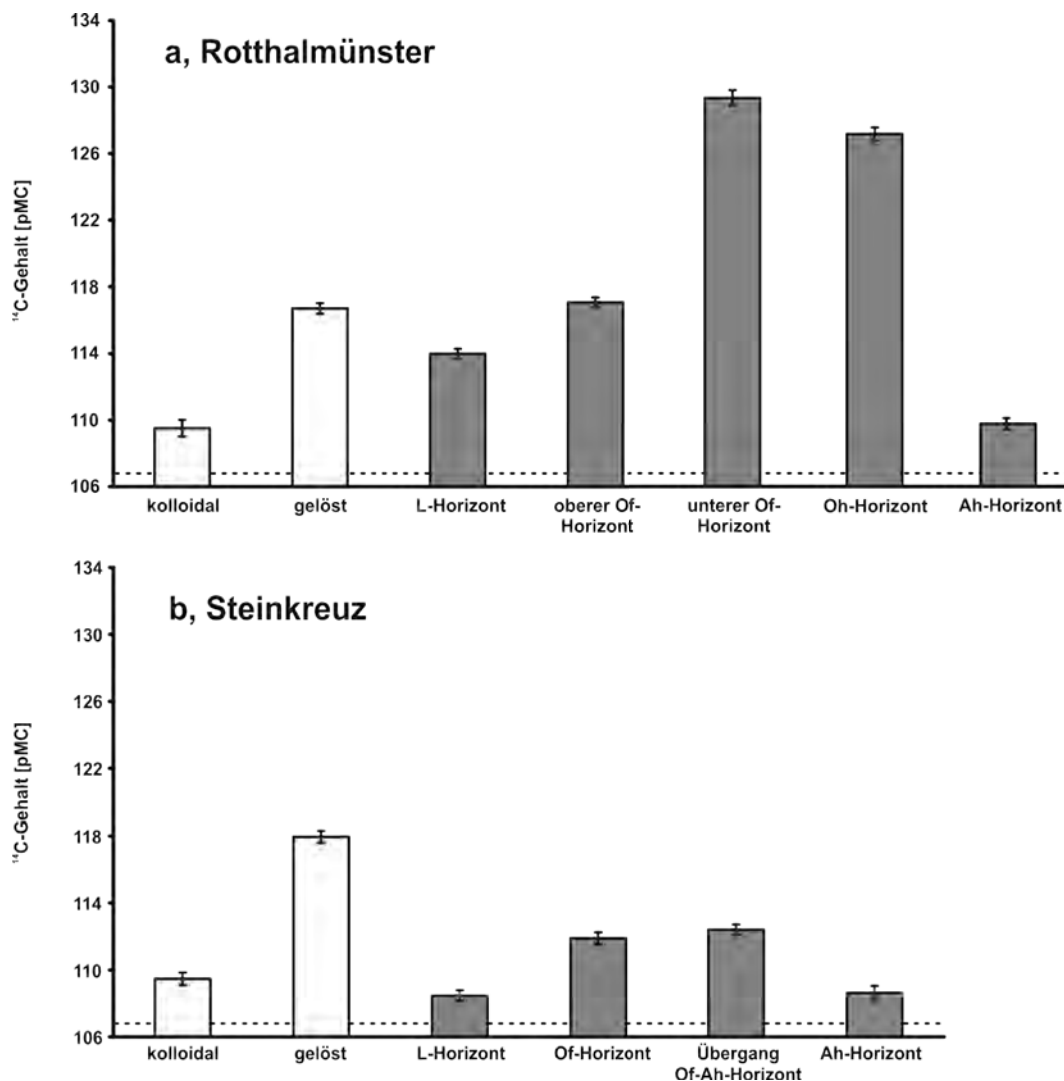 134
a, Rotthalmünster
130
126
122
118
114
110
106
¹⁴C-Gehalt [pMC]
kolloidal gelöst L-Horizont oberer Of- unterer Of- Oh-Horizont Ah-Horizont
Horizont Horizont
134
b, Steinkreuz
130
126
122
118
114
110
106
¹⁴C-Gehalt [pMC]
kolloidal gelöst L-Horizont Of-Horizont Übergang Ah-Horizont
Of-Ah-Horizont